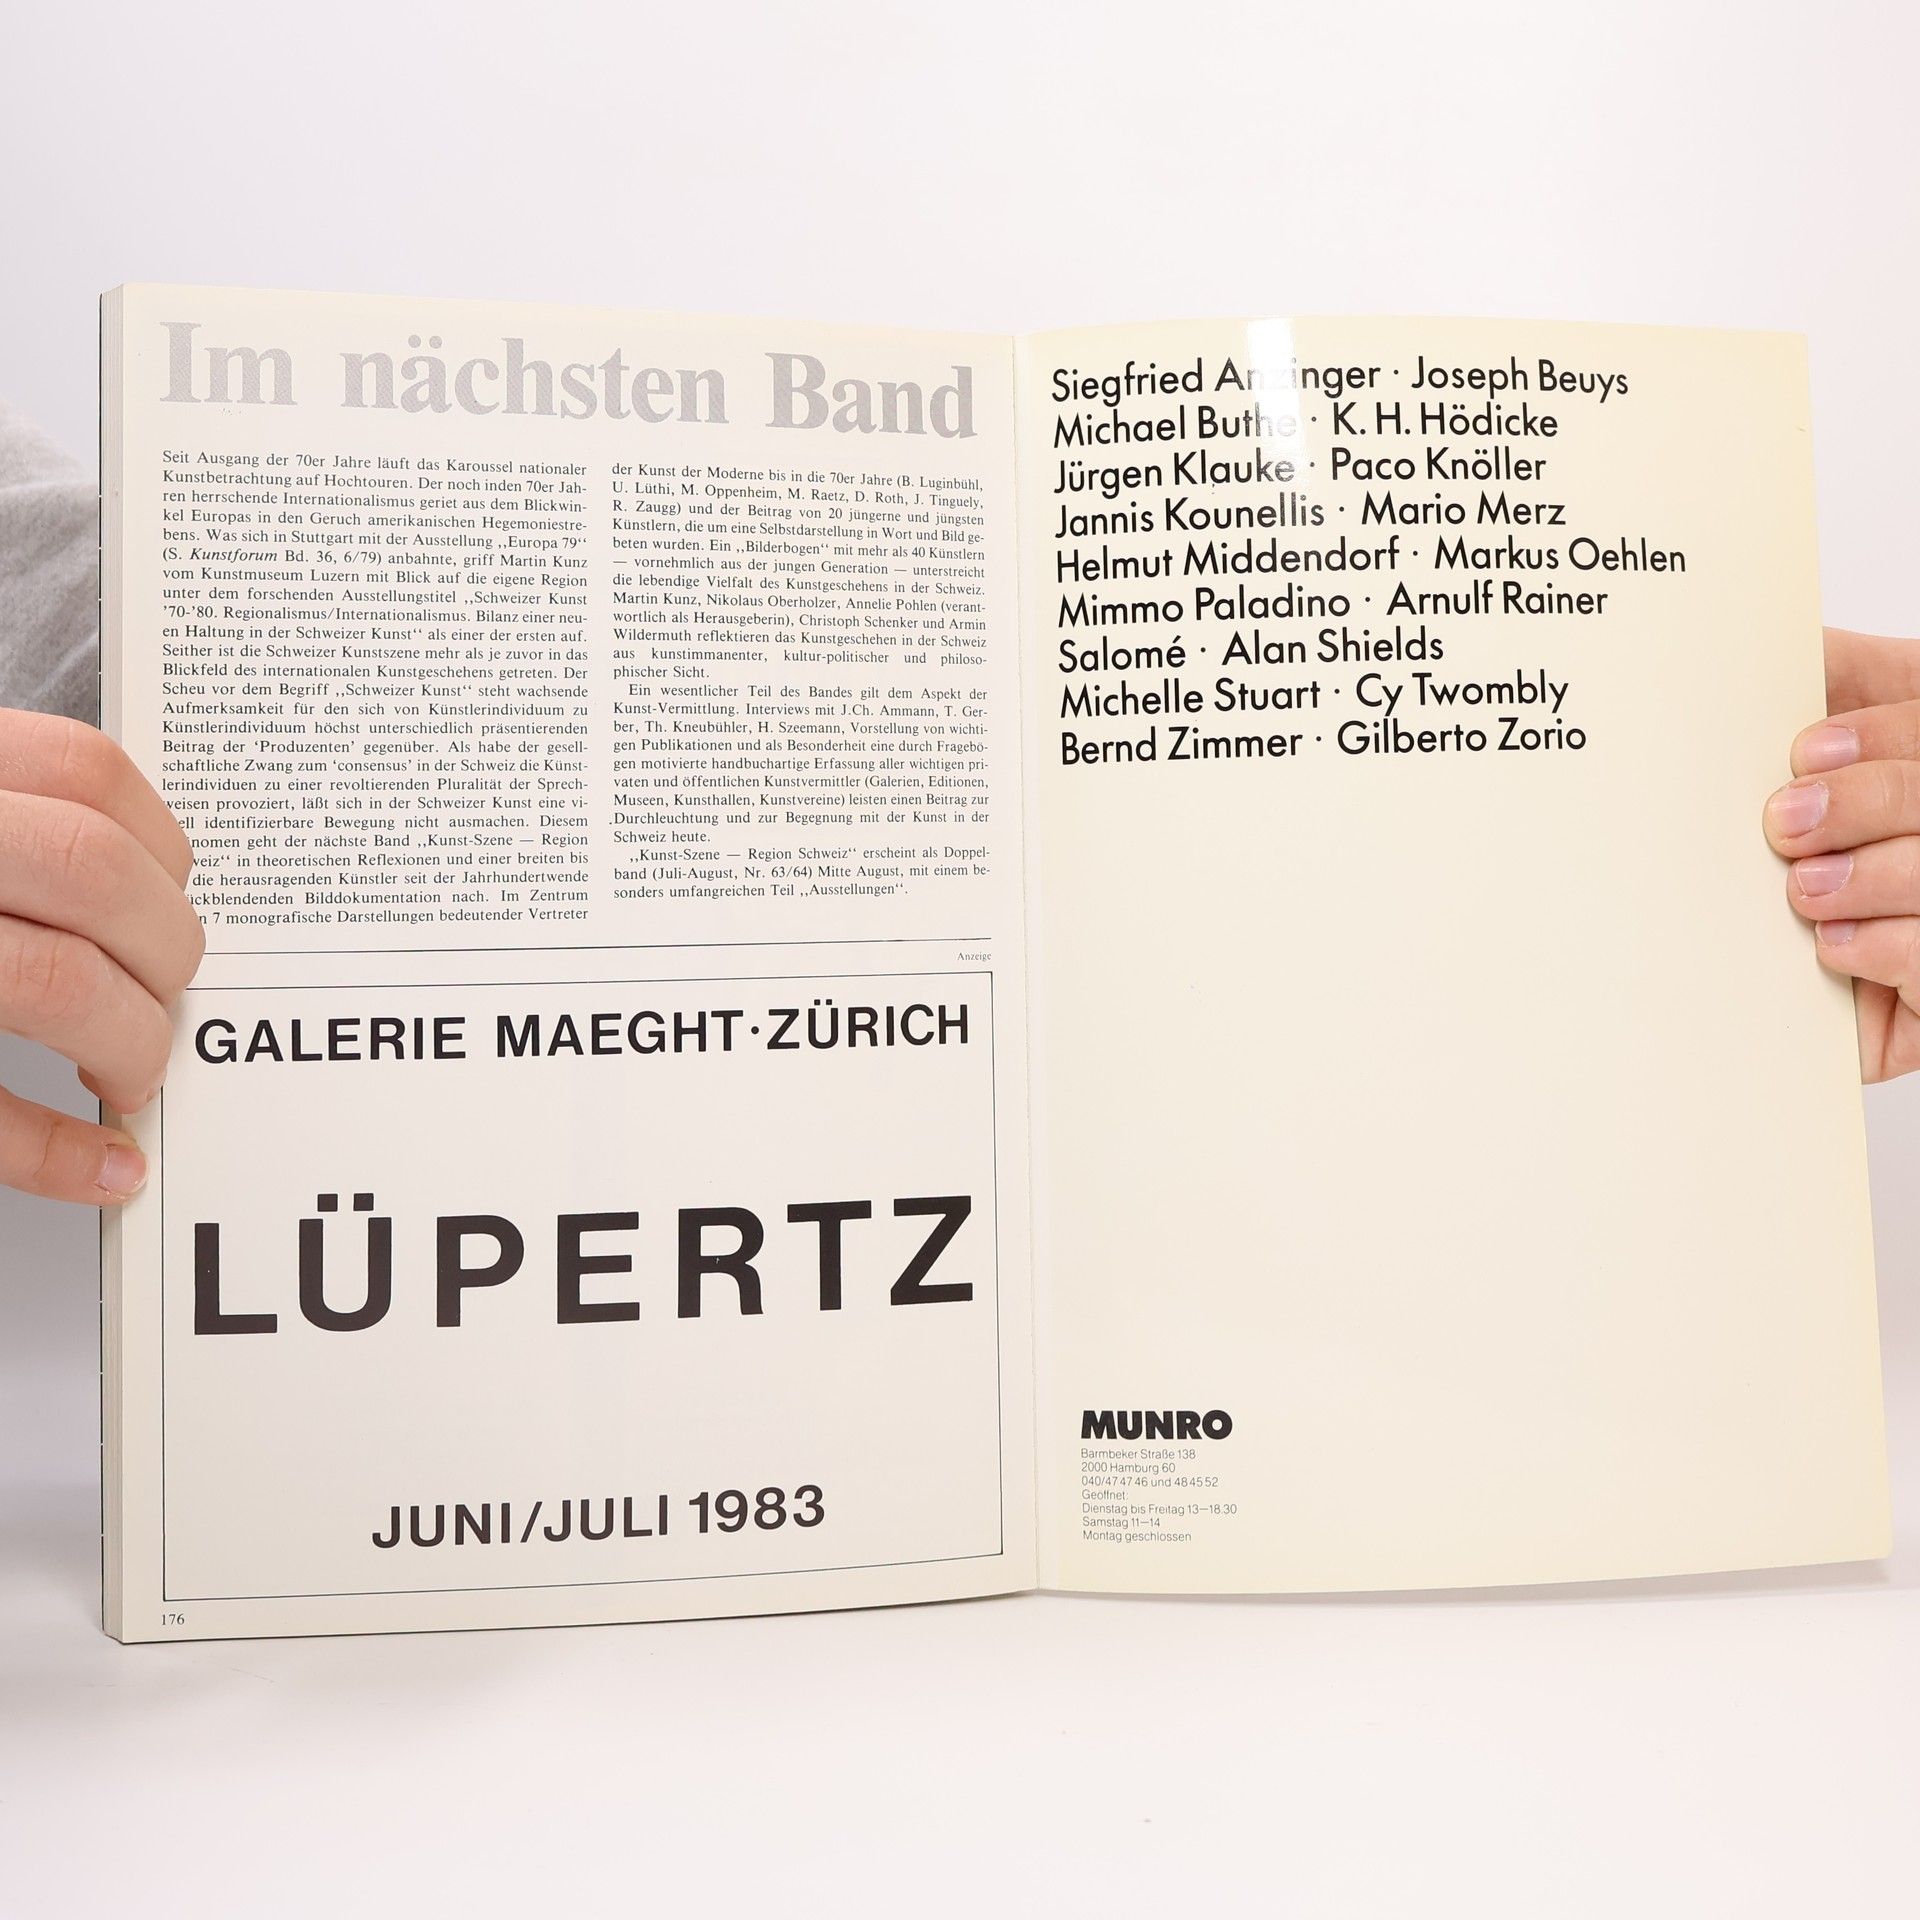 Im nächsten Band
Seit Ausgang der 70er Jahre läuft das Karoussel nationaler
Kunstbetrachtung auf Hochtouren. Der noch inden 70er Jah-
ren herrschende Internationalismus geriet aus dem Blickwin-
kel Europas in den Geruch amerikanischen Hegemoniestre-
bens. Was sich in Stuttgart mit der Ausstellung ,,Europa 79“
(S. Kunstforum Bd. 36, 6/79) anbahnte, griff Martin Kunz
vom Kunstmuseum Luzern mit Blick auf die eigene Region
unter dem forschenden Ausstellungstitel ,,Schweizer Kunst
’70-’80. Regionalismus/Internationalismus. Bilanz einer neu-
en Haltung in der Schweizer Kunst“ als einer der ersten auf.
Seither ist die Schweizer Kunstszene mehr als je zuvor in das
Blickfeld des internationalen Kunstgeschehens getreten. Der
Scheu vor dem Begriff ,,Schweizer Kunst“ steht wachsende
Aufmerksamkeit für den sich von Künstlerindividuum zu
Künstlerindividuum höchst unterschiedlich präsentierenden
Beitrag der ‘Produzenten’ gegenüber. Als habe der gesell-
schaftliche Zwang zum ‘consensus’ in der Schweiz die Künst-
lerindividuen zu einer revoltierenden Pluralität der Sprech-
weisen provoziert, läßt sich in der Schweizer Kunst eine vi-
ell identifizierbare Bewegung nicht ausmachen. Diesem
nomen geht der nächste Band ,,Kunst-Szene — Region
weiz“ in theoretischen Reflexionen und einer breiten bis
die herausragenden Künstler seit der Jahrhundertwende
ückblendenden Bilddokumentation nach. Im Zentrum
n 7 monografische Darstellungen bedeutender Vertreter
der Kunst der Moderne bis in die 70er Jahre (B. Luginbühl,
U. Lüthi, M. Oppenheim, M. Raetz, D. Roth, J. Tinguely,
R. Zaugg) und der Beitrag von 20 jüngerne und jüngsten
Künstlern, die um eine Selbstdarstellung in Wort und Bild ge-
beten wurden. Ein ,,Bilderbogen“ mit mehr als 40 Künstlern
— vornehmlich aus der jungen Generation — unterstreicht
die lebendige Vielfalt des Kunstgeschehens in der Schweiz.
Martin Kunz, Nikolaus Oberholzer, Annelie Pohlen (verant-
wortlich als Herausgeberin), Christoph Schenker und Armin
Wildermuth reflektieren das Kunstgeschehen in der Schweiz
aus kunstimmanenter, kultur-politischer und philoso-
phischer Sicht.
Ein wesentlicher Teil des Bandes gilt dem Aspekt der
Kunst-Vermittlung. Interviews mit J.Ch. Ammann, T. Ger-
ber, Th. Kneubühler, H. Szeemann, Vorstellung von wichti-
gen Publikationen und als Besonderheit eine durch Fragebö-
gen motivierte handbuchartige Erfassung aller wichtigen pri-
vaten und öffentlichen Kunstvermittler (Galerien, Editionen,
Museen, Kunsthallen, Kunstvereine) leisten einen Beitrag zur
.Durchleuchtung und zur Begegnung mit der Kunst in der
Schweiz heute.
,,Kunst-Szene — Region Schweiz“ erscheint als Doppel-
band (Juli-August, Nr. 63/64) Mitte August, mit einem be-
sonders umfangreichen Teil ,,Ausstellungen“.
Anzeige
GALERIE MAEGHT·ZÜRICH
LÜPERTZ
JUNI/JULI 1983
176
Siegfried Anzinger · Joseph Beuys
Michael Buthe · K. H. Hödicke
Jürgen Klauke · Paco Knöller
Jannis Kounellis · Mario Merz
Helmut Middendorf · Markus Oehlen
Mimmo Paladino · Arnulf Rainer
Salomé · Alan Shields
Michelle Stuart · Cy Twombly
Bernd Zimmer · Gilberto Zorio
MUNRO
Barmbeker Straße 138
2000 Hamburg 60
040/47 47 46 und 48 45 52
Geöffnet:
Dienstag bis Freitag 13—18.30
Samstag 11—14
Montag geschlossen